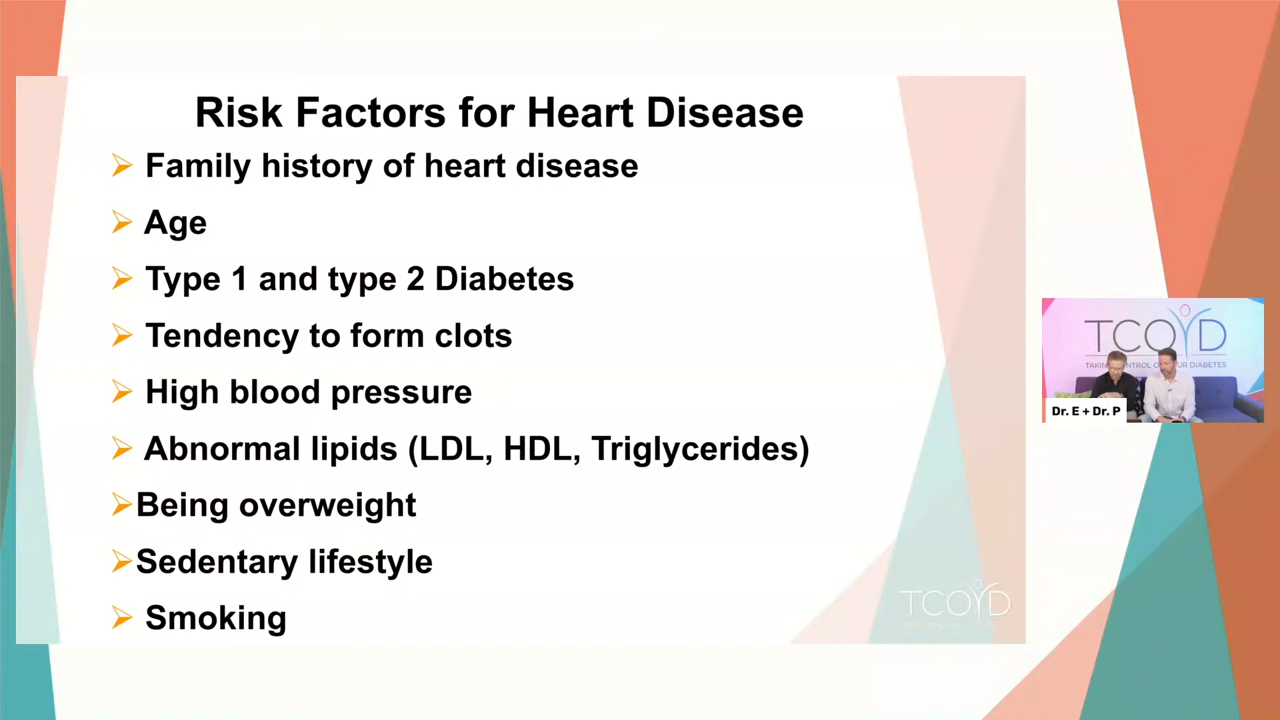 Risk Factors for Heart Disease
Family history of heart disease
Age
Type 1 and type 2 Diabetes
Tendency to form clots
High blood pressure
Abnormal lipids (LDL, HDL, Triglycerides)
Being overweight
Sedentary lifestyle
Smoking
TCOYD
TCOYD
DIABETES
Dr. E + Dr. P